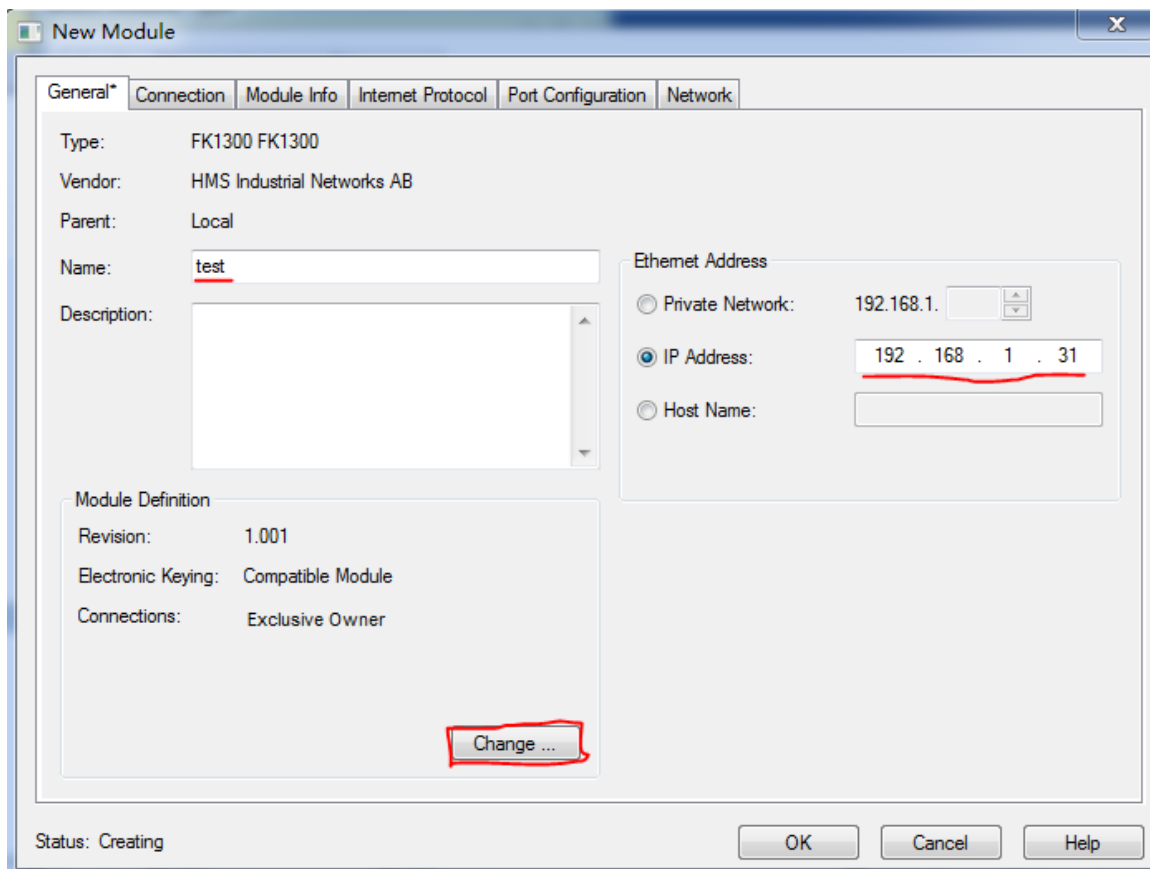 New Module
X
General* Connection Module Info Internet Protocol Port Configuration Network
Type: FK1300 FK1300
Vendor: HMS Industrial Networks AB
Parent: Local
Name: test
Description:
Ethernet Address
Private Network: 192.168.1.
IP Address: 192 . 168 . 1 . 31
Host Name:
Module Definition
Revision: 1.001
Electronic Keying: Compatible Module
Connections: Exclusive Owner
Change ...
Status: Creating
OK Cancel Help